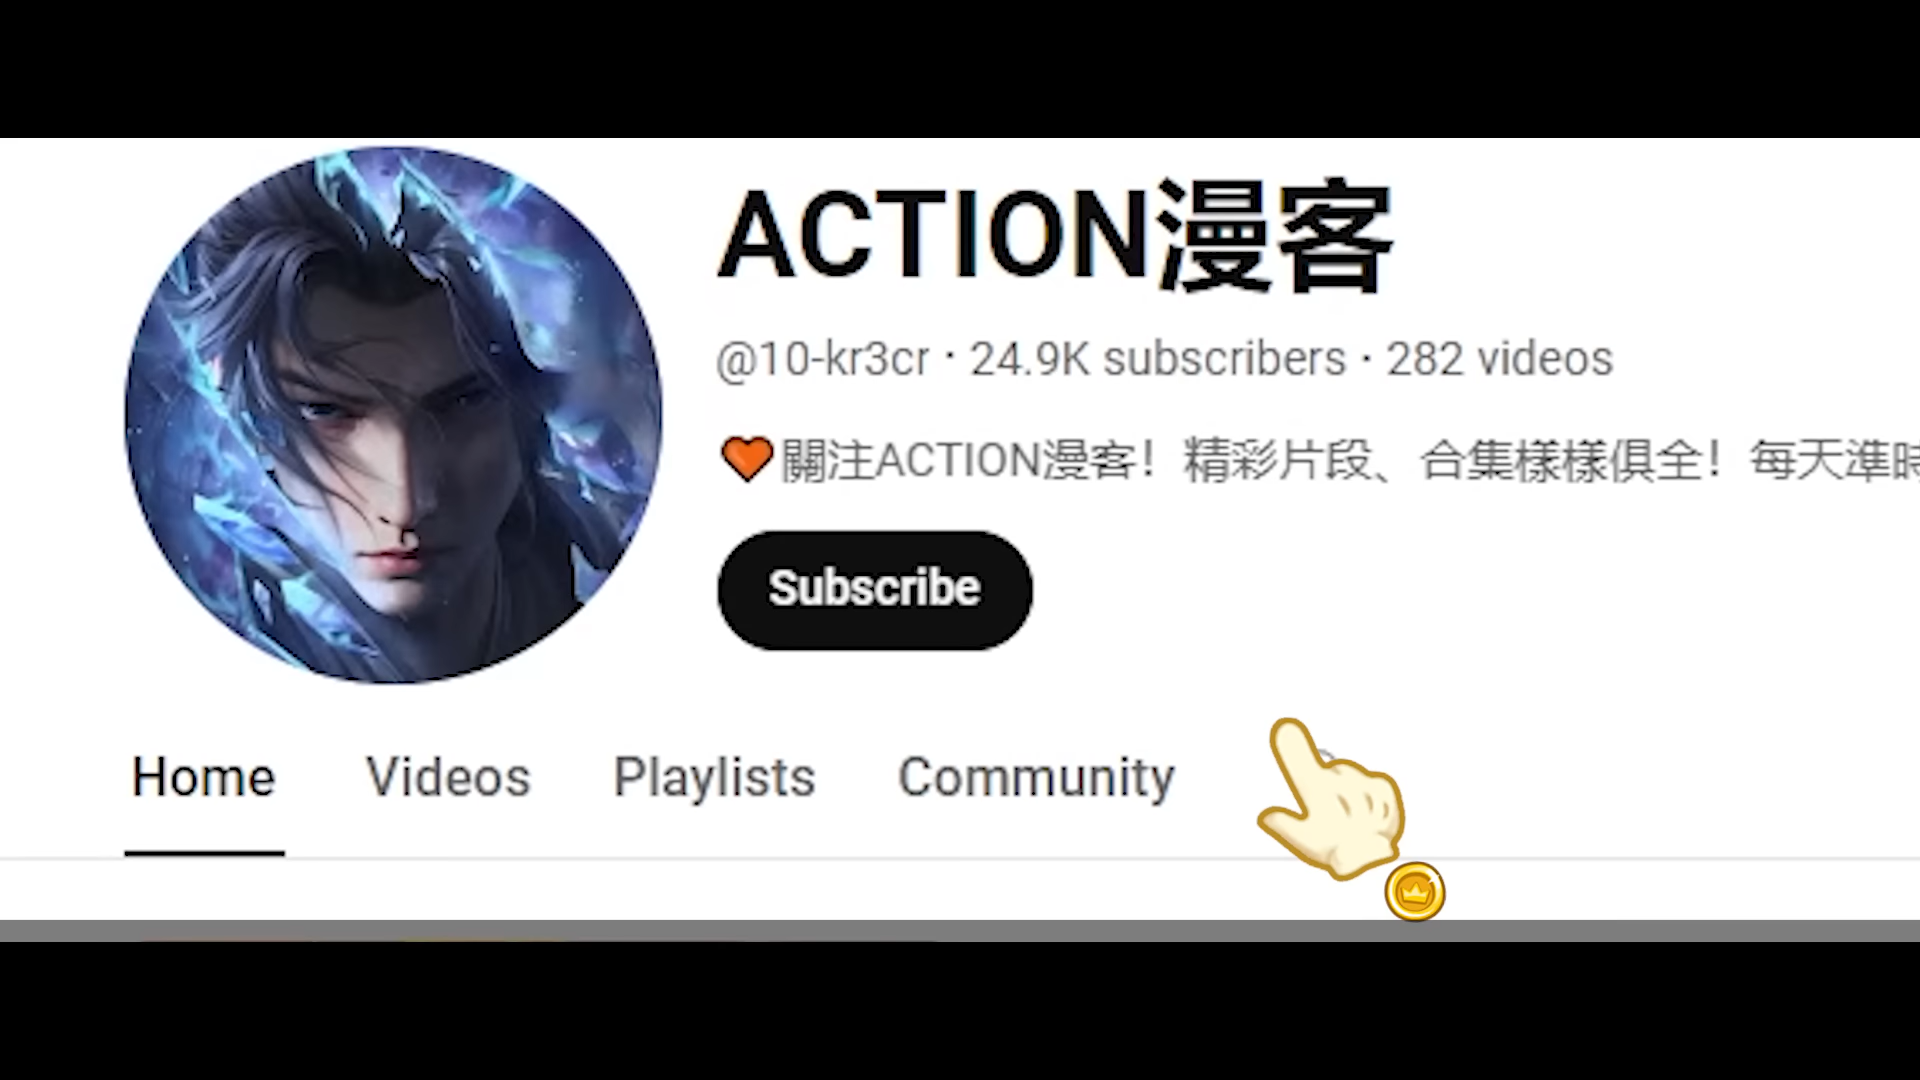 ACTION漫客
@10-kr3cr · 24.9K subscribers · 282 videos
🧡關注ACTION漫客！精彩片段、合集樣樣俱全！每天準時
Subscribe
Home Videos Playlists Community